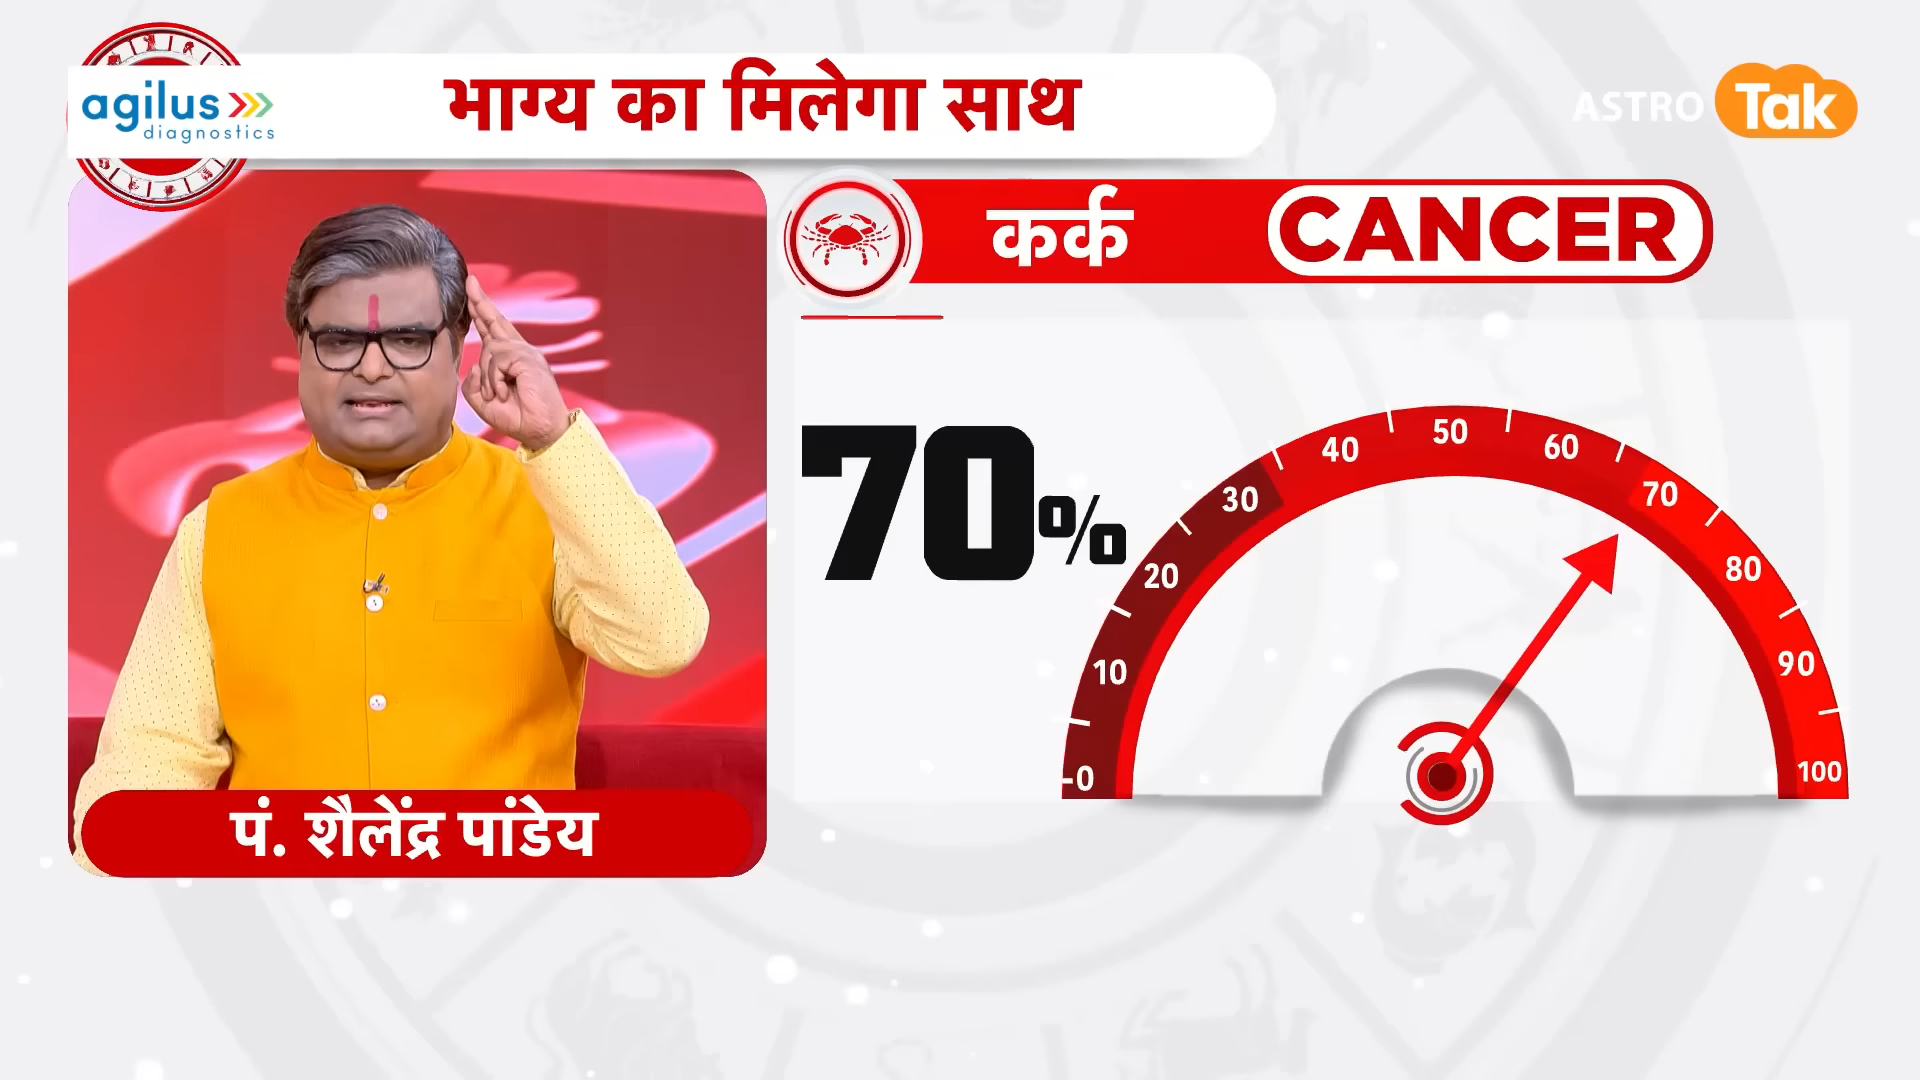 agilus
diagnostics
भाग्य का मिलेगा साथ
ASTRO Tak
कर्क CANCER
70%
-0
10
20
30
40
50
60
70
80
90
100
पं. शैलेंद्र पांडेय